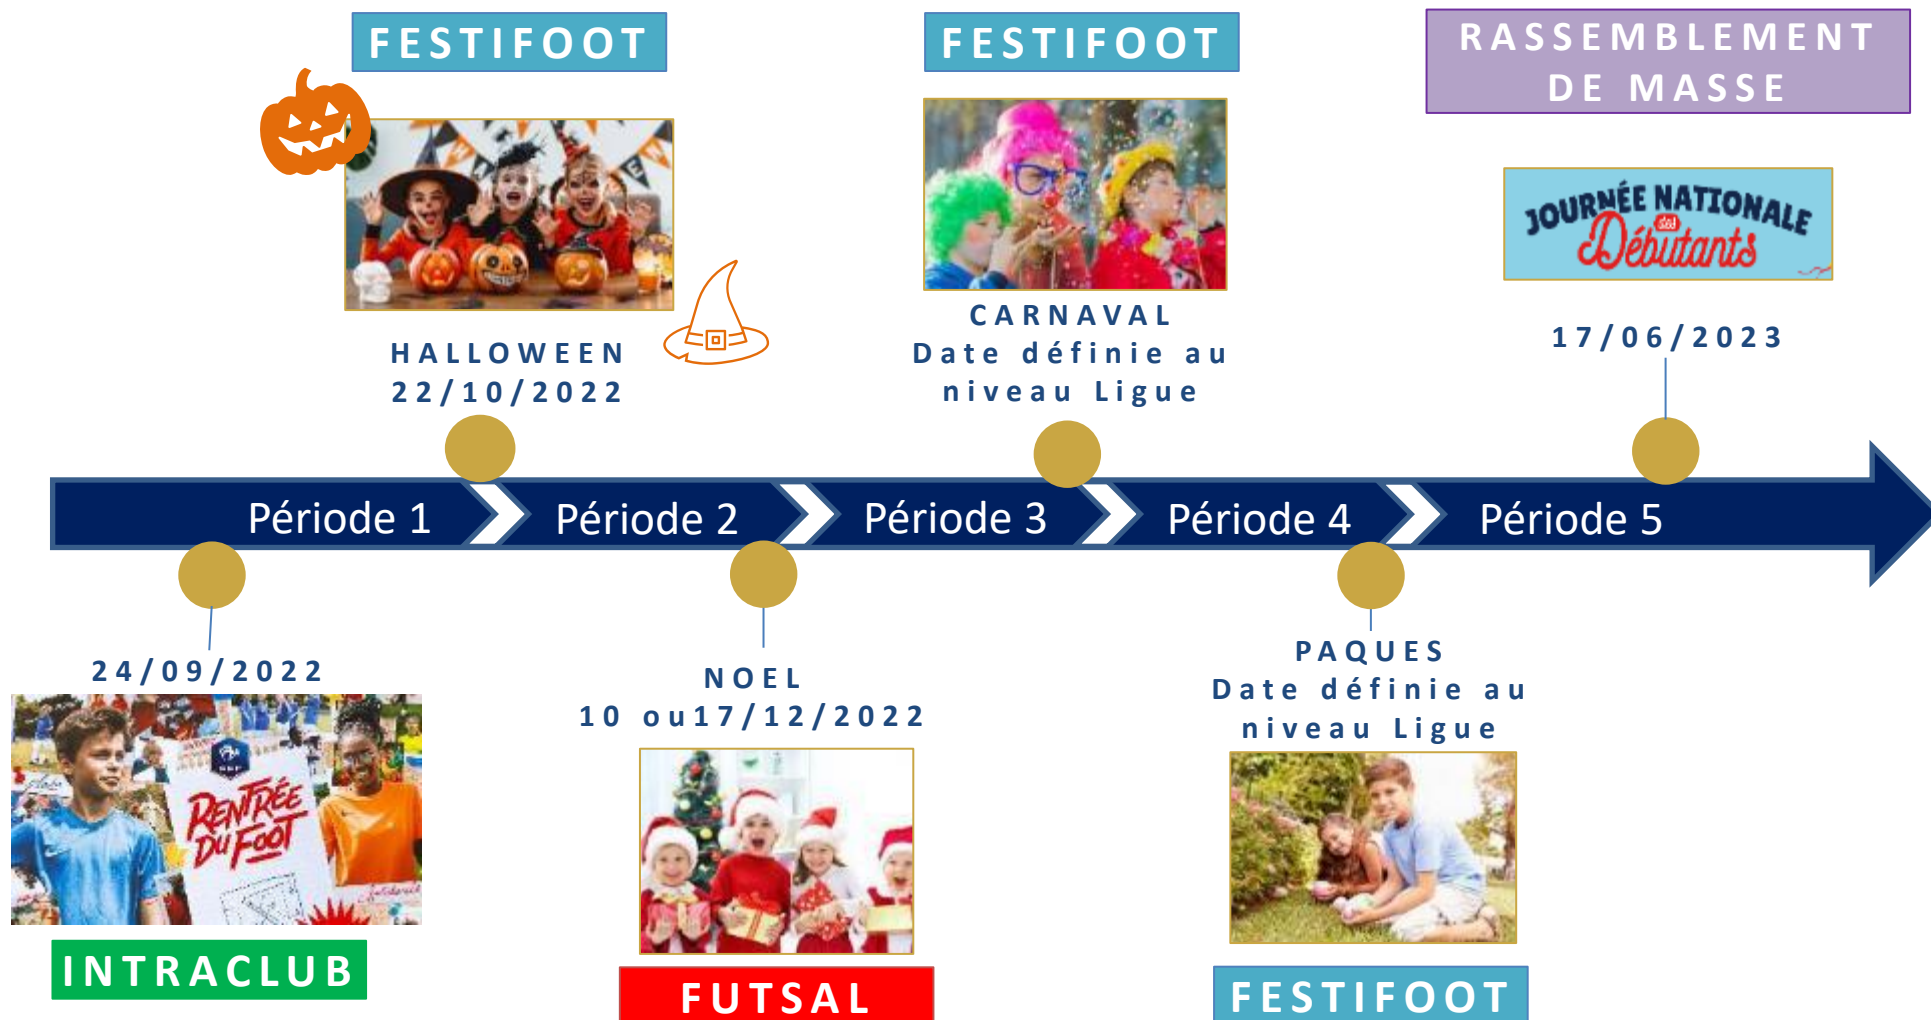 FESTIFOOT
HALLOWEEN
22/10/2022
FESTIFOOT
CARNAVAL
Date définie au
niveau Ligue
RASSEMBLEMENT
DE MASSE
JOURNÉE NATIONALE
des
Débutants
17/06/2023
Période 1
Période 2
Période 3
Période 4
Période 5
24/09/2022
RENTRÉE
DU FOOT
INTRACLUB
NOEL
10 ou17/12/2022
FUTSAL
PAQUES
Date définie au
niveau Ligue
FESTIFOOT